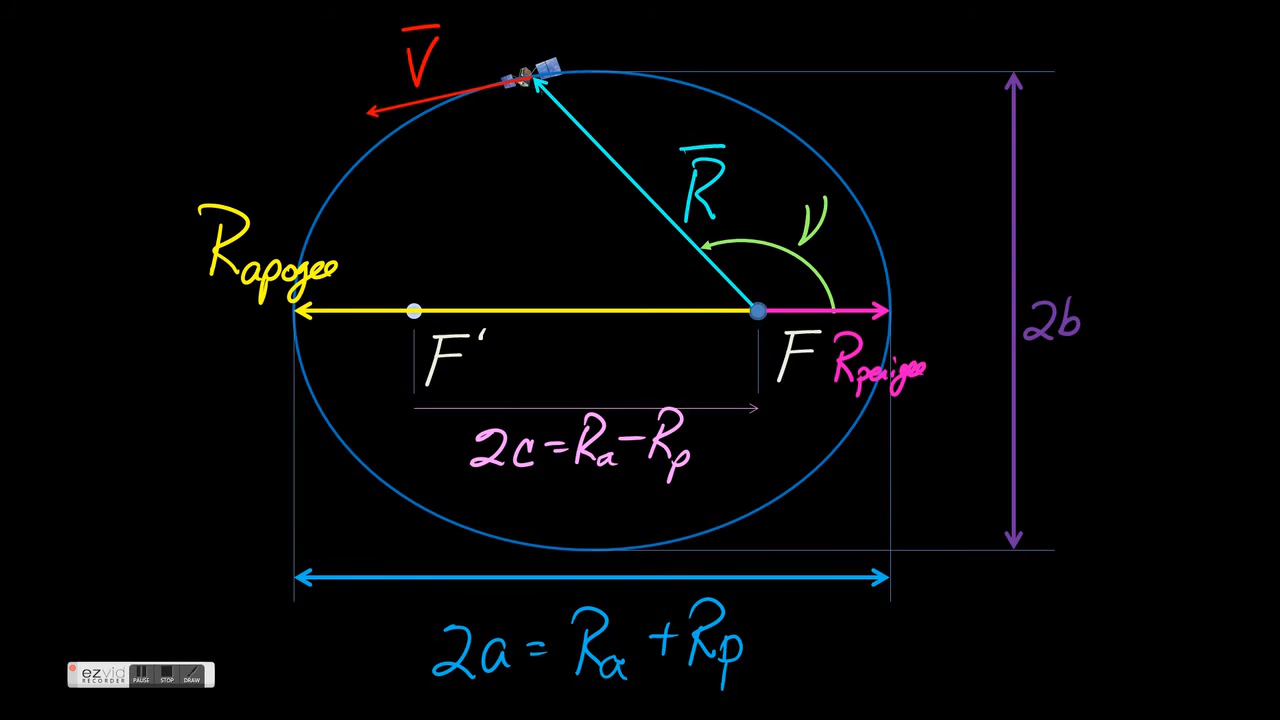 V̅
R̅
ν
Rapogee
2b
F'
F
Rperigee
2c=Ra-Rp
2a=Ra+Rp
ezvid
RECORDER
PAUSE
STOP
DRAW